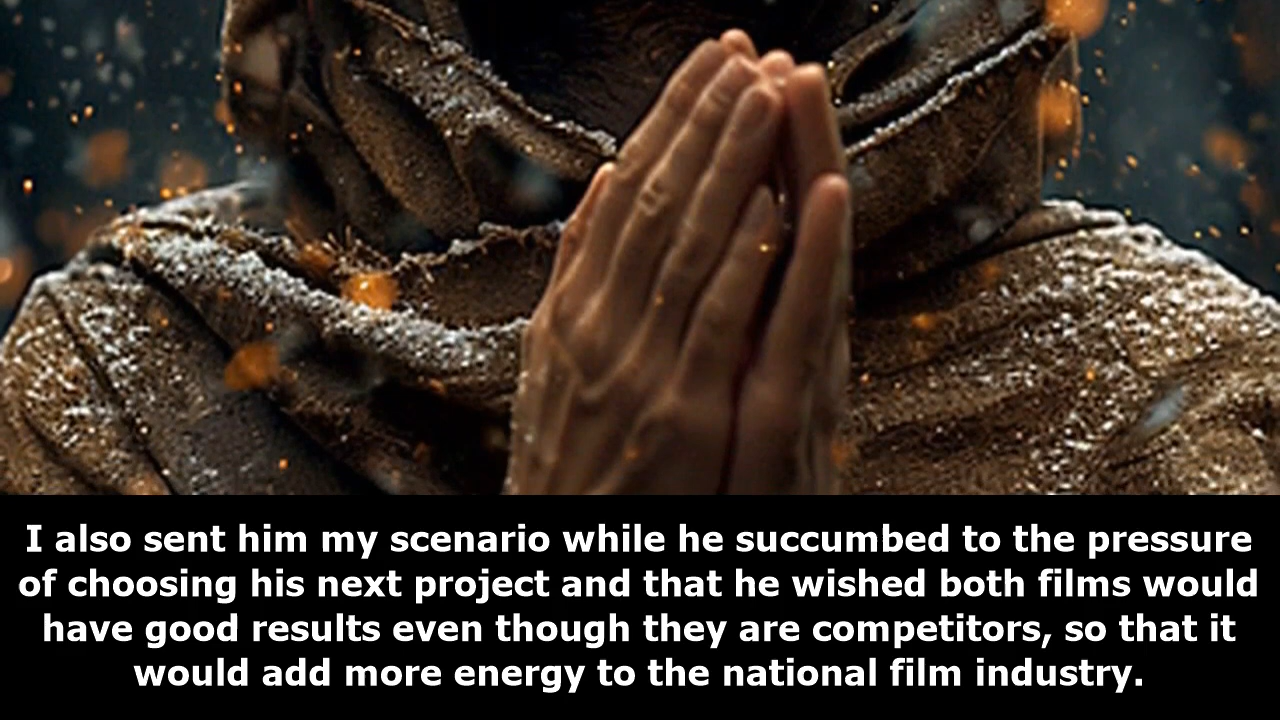 I also sent him my scenario while he succumbed to the pressure
of choosing his next project and that he wished both films would
have good results even though they are competitors, so that it
would add more energy to the national film industry.